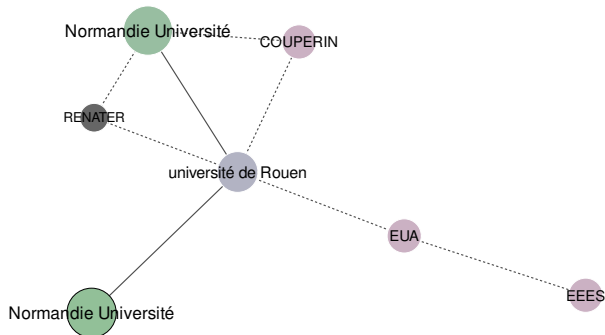 Normandie Université
COUPERIN
RENATER
université de Rouen
EUA
EEES
Normandie Université